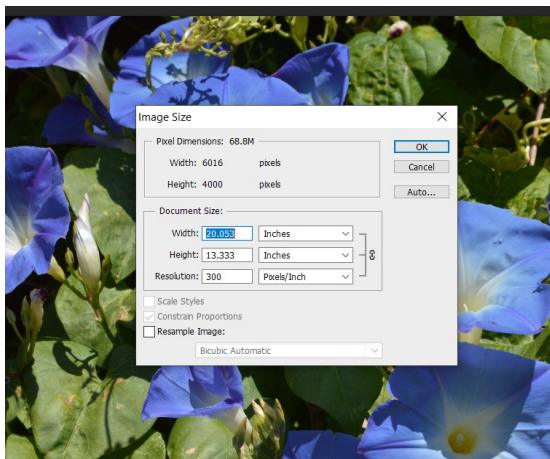 Image Size
Pixel Dimensions: 68.8M
OK
Width: 6016 pixels
Cancel
Height: 4000 pixels
Auto...
Document Size:
Width: 20.053 Inches
Height: 13.333 Inches
Resolution: 300 Pixels/Inch
Scale Styles
Constrain Proportions
Resample Image:
Bicubic Automatic